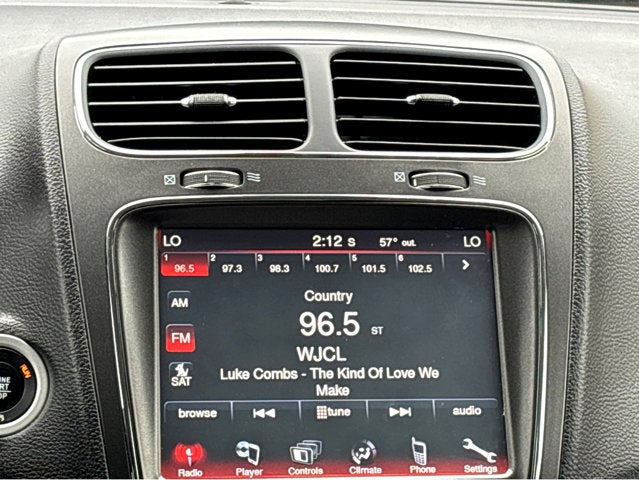 LO 2:12 S 57° out. LO
1 96.5 2 97.3 3 98.3 4 100.7 5 101.5 6 102.5
AM
Country
96.5 ST
FM
WJCL
SAT
Luke Combs - The Kind Of Love We
Make
browse tune audio
Radio Player Controls Climate Phone Settings
RUN